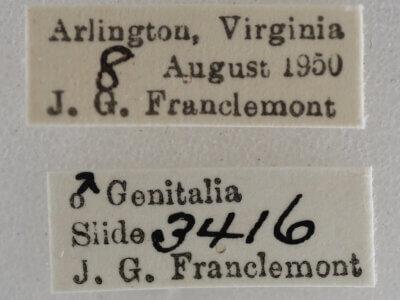 Arlington, Virginia
8 August 1950
J. G. Franclemont
♂ Genitalia
Slide 3416
J. G. Franclemont